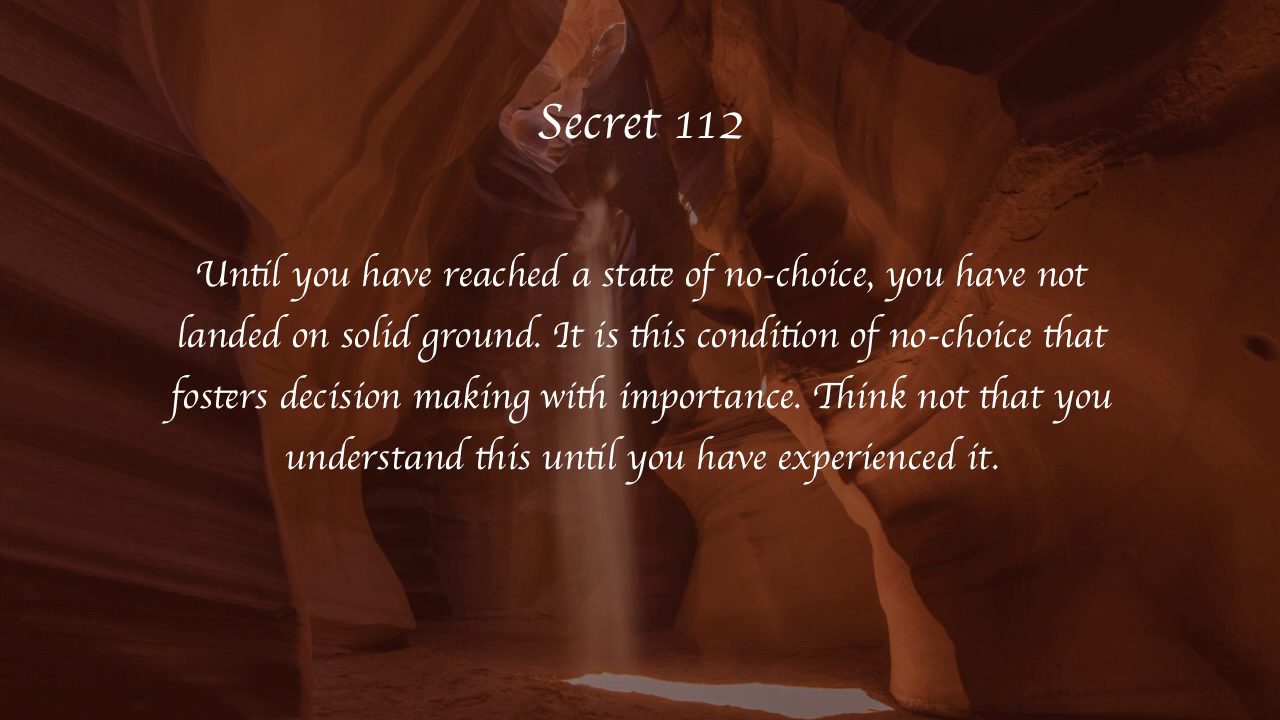 Secret 112
Until you have reached a state of no-choice, you have not
landed on solid ground. It is this condition of no-choice that
fosters decision making with importance. Think not that you
understand this until you have experienced it.